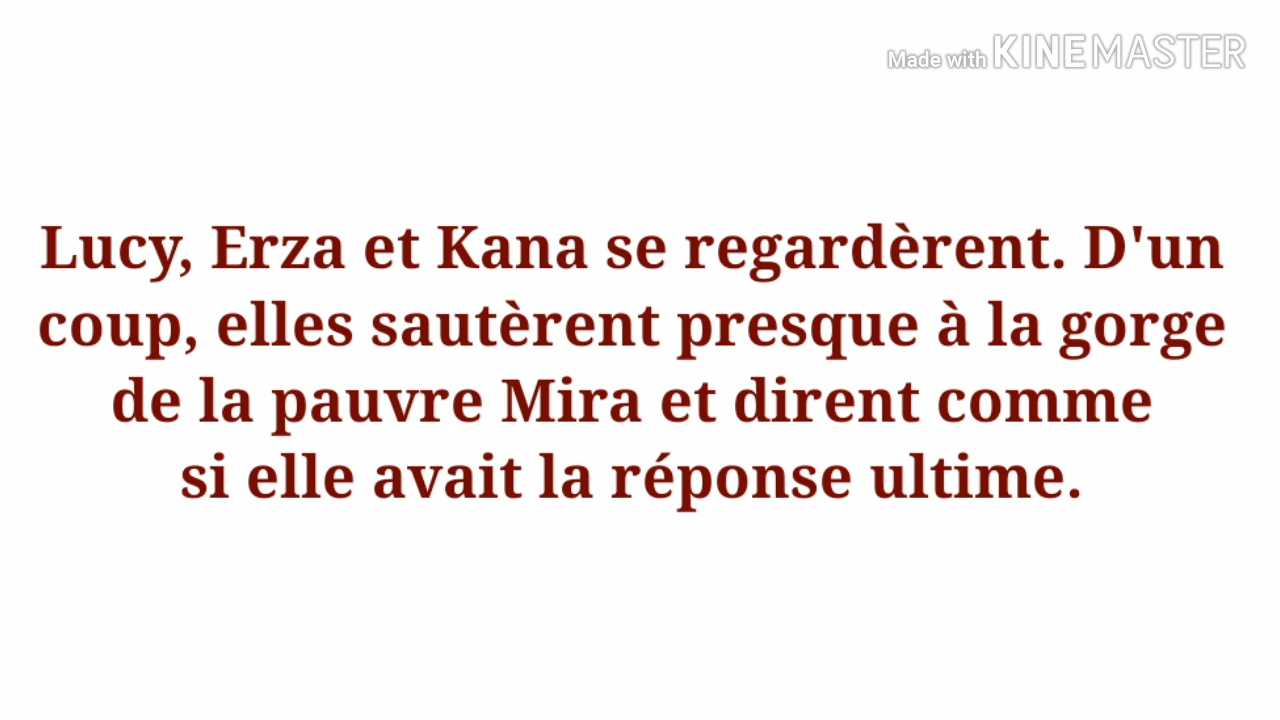 Made with KINEMASTER
Lucy, Erza et Kana se regardèrent. D'un
coup, elles sautèrent presque à la gorge
de la pauvre Mira et dirent comme
si elle avait la réponse ultime.